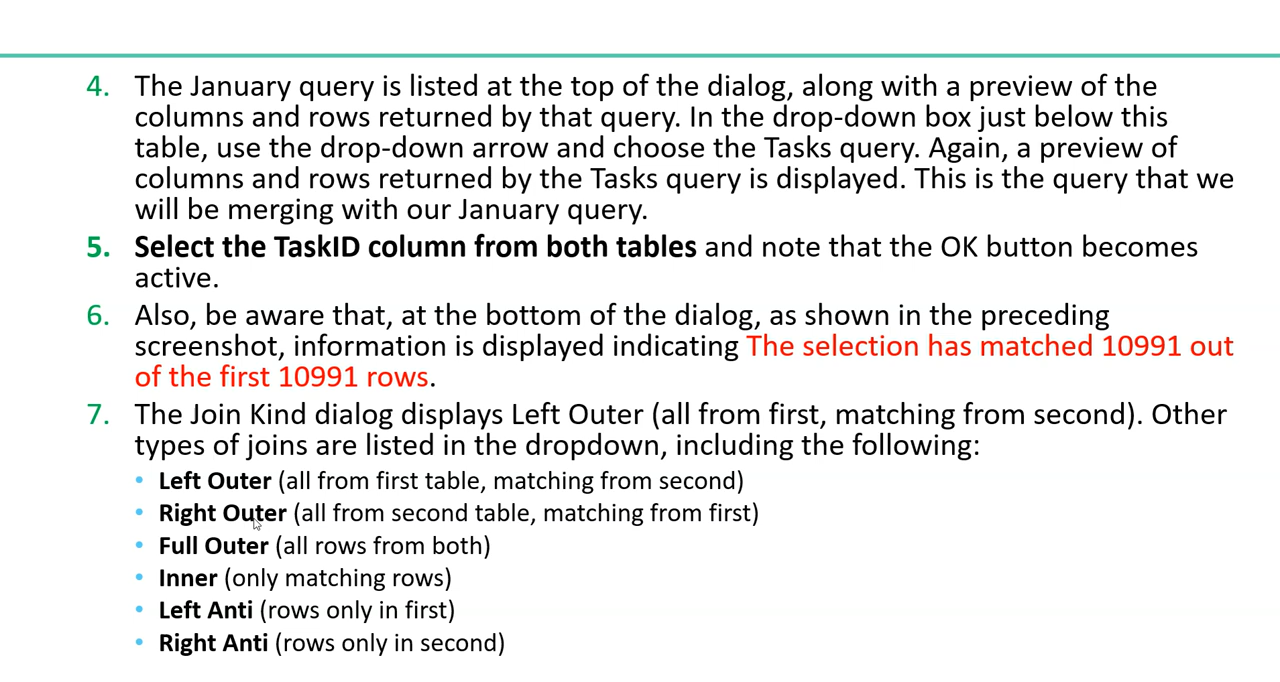 4. The January query is listed at the top of the dialog, along with a preview of the
columns and rows returned by that query. In the drop-down box just below this
table, use the drop-down arrow and choose the Tasks query. Again, a preview of
columns and rows returned by the Tasks query is displayed. This is the query that we
will be merging with our January query.
5. Select the TaskID column from both tables and note that the OK button becomes
active.
6. Also, be aware that, at the bottom of the dialog, as shown in the preceding
screenshot, information is displayed indicating The selection has matched 10991 out
of the first 10991 rows.
7. The Join Kind dialog displays Left Outer (all from first, matching from second). Other
types of joins are listed in the dropdown, including the following:
• Left Outer (all from first table, matching from second)
• Right Outer (all from second table, matching from first)
• Full Outer (all rows from both)
• Inner (only matching rows)
• Left Anti (rows only in first)
• Right Anti (rows only in second)